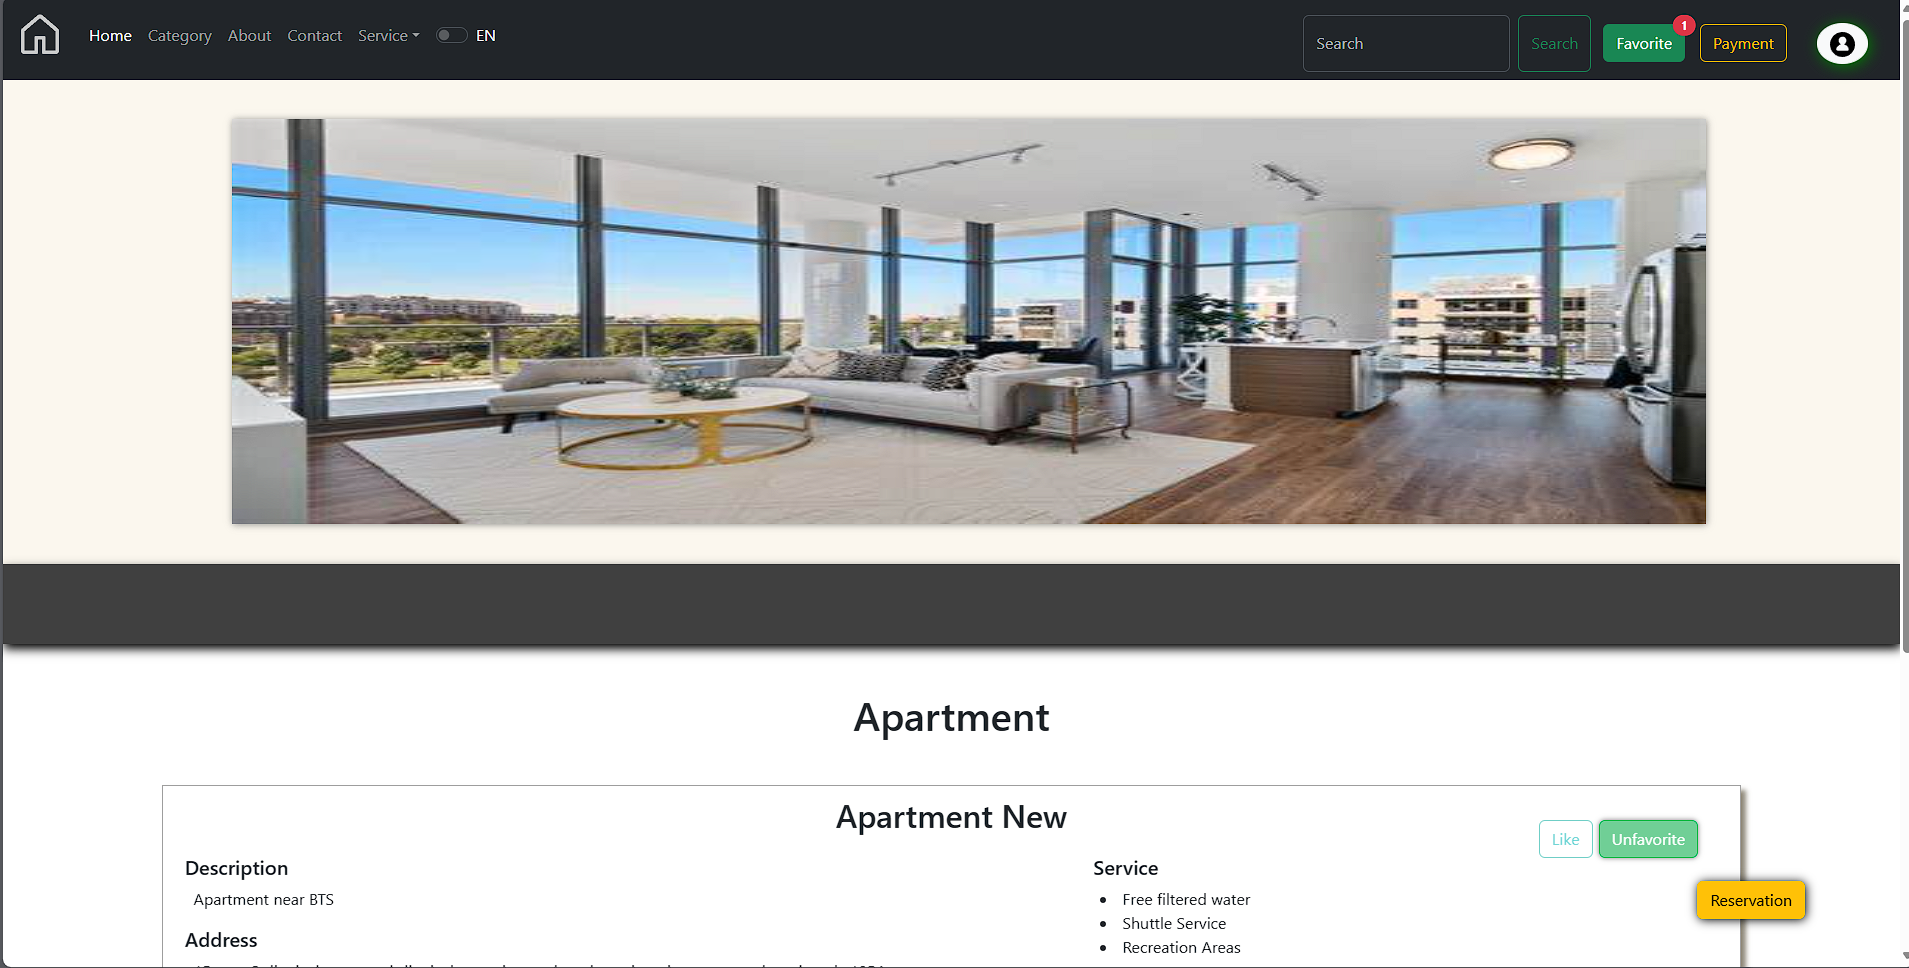 Home Category About Contact Service EN Search Search Favorite 1 Payment
Apartment
Apartment New
Like Unfavorite
Description
Apartment near BTS
Address
Service
Free filtered water
Shuttle Service
Recreation Areas
Reservation